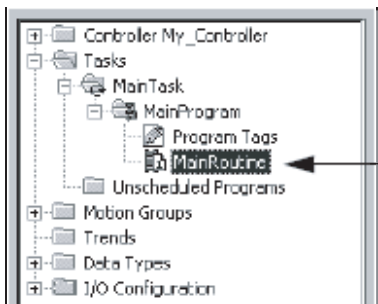 Controller My_Controller
Tasks
MainTask
MainProgram
Program Tags
MainRoutine
Unscheduled Programs
Motion Groups
Trends
Data Types
I/O Configuration